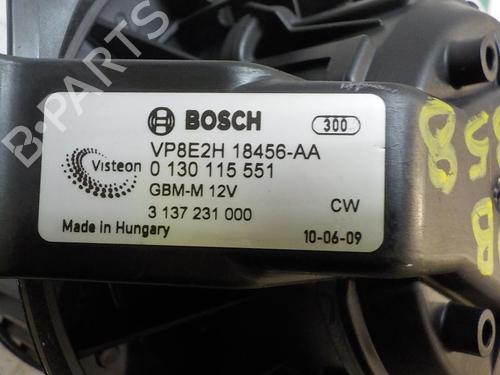 BOSCH
300
VP8E2H 18456-AA
Visteon
0 130 115 551
GBM-M 12V
CW
3 137 231 000
Made in Hungary
10-06-09
B-PARTS